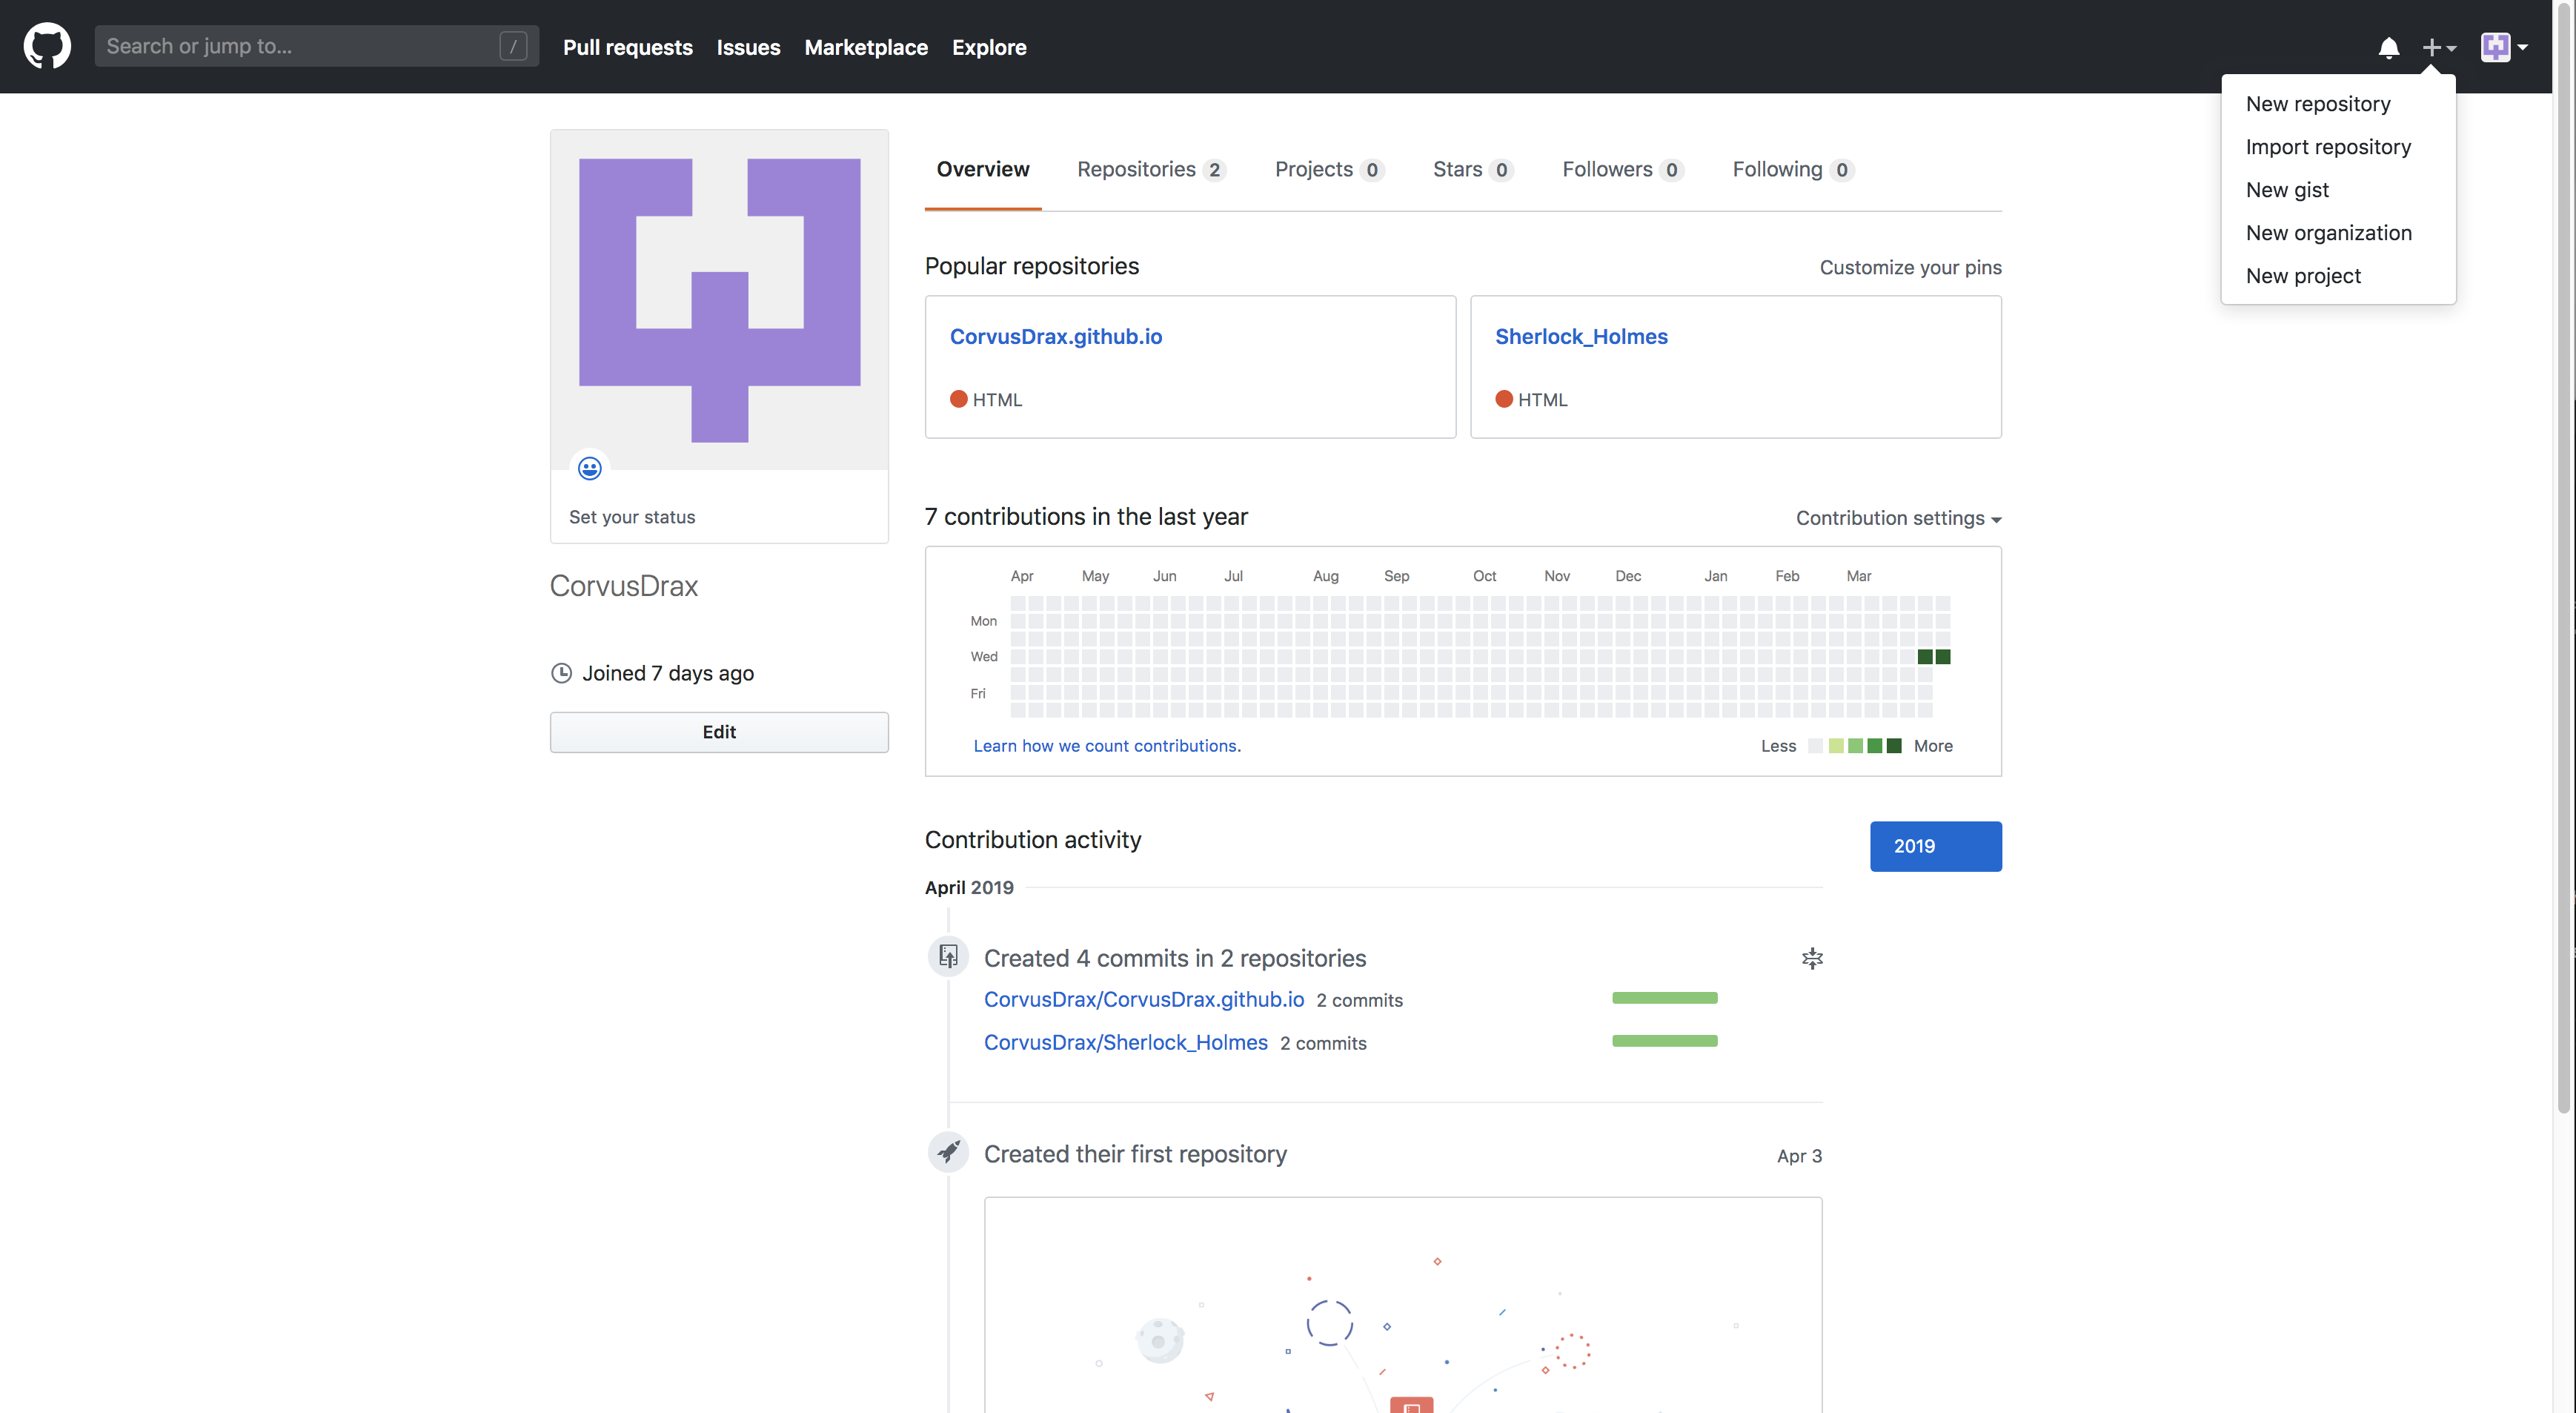 Search or jump to... /
Pull requests Issues Marketplace Explore
New repository
Import repository
New gist
New organization
New project
Set your status
CorvusDrax
Joined 7 days ago
Edit
Overview Repositories 2 Projects 0 Stars 0 Followers 0 Following 0
Popular repositories Customize your pins
CorvusDrax.github.io
HTML
Sherlock_Holmes
HTML
7 contributions in the last year Contribution settings
Apr May Jun Jul Aug Sep Oct Nov Dec Jan Feb Mar
Mon
Wed
Fri
Learn how we count contributions. Less More
Contribution activity 2019
April 2019
Created 4 commits in 2 repositories
CorvusDrax/CorvusDrax.github.io 2 commits
CorvusDrax/Sherlock_Holmes 2 commits
Created their first repository Apr 3